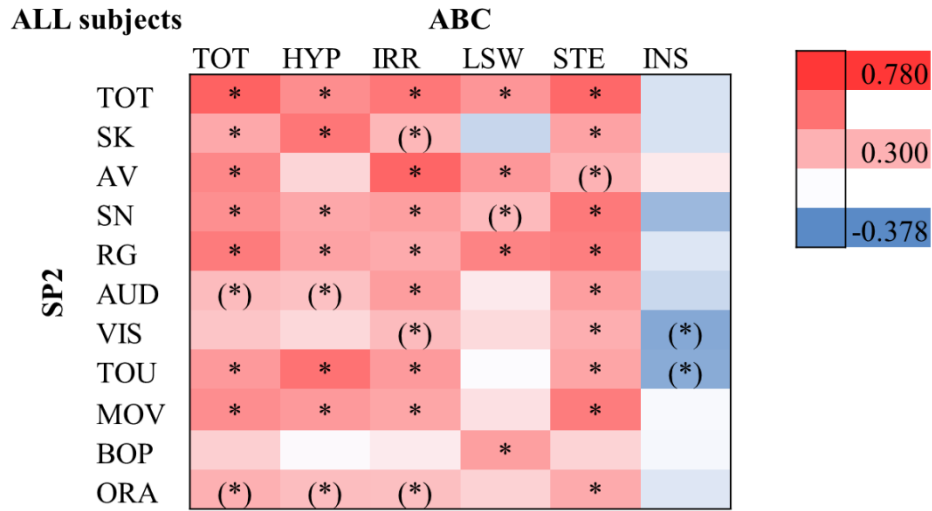 ALL subjects ABC
TOT HYP IRR LSW STE INS
TOT * * * * *
SK * * (*) *
AV * * * (*)
SN * * * (*) *
RG * * * * *
AUD (*) (*) * *
VIS (*) * (*)
TOU * * * * (*)
MOV * * * *
BOP *
ORA (*) (*) (*) *
SP2
0.780
0.300
-0.378